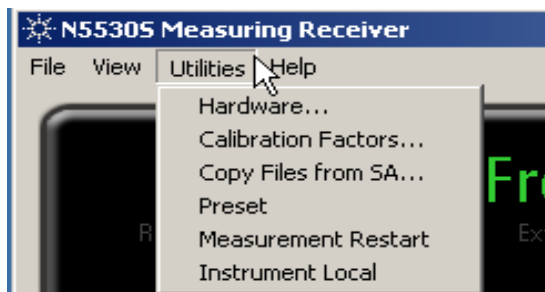 N5530S Measuring Receiver
File View Utilities Help
Hardware...
Calibration Factors...
Copy Files from SA...
Preset
Measurement Restart
Instrument Local